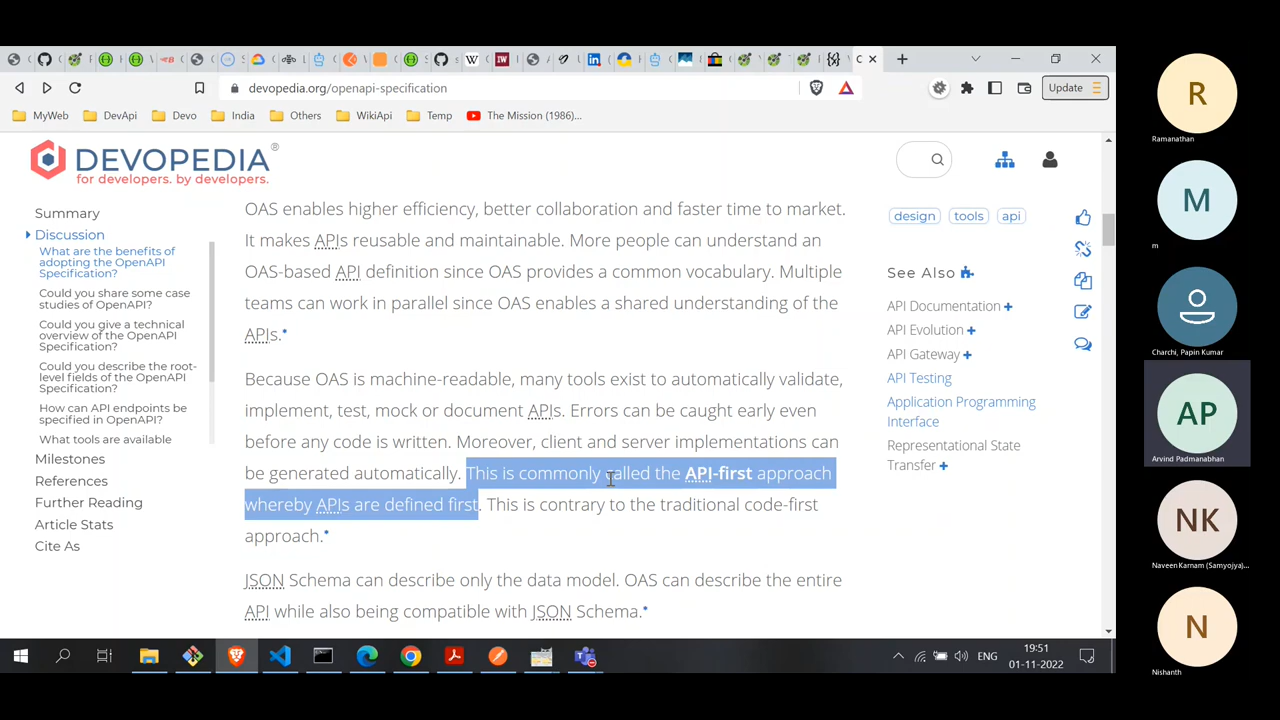 devopedia.org/openapi-specification
Update
MyWeb
DevApi
Devo
India
Others
WikiApi
Temp
The Mission (1986)...
DEVOPEDIA®
for developers. by developers.
Summary
Discussion
What are the benefits of
adopting the OpenAPI
Specification?
Could you share some case
studies of OpenAPI?
Could you give a technical
overview of the OpenAPI
Specification?
Could you describe the root-
level fields of the OpenAPI
Specification?
How can API endpoints be
specified in OpenAPI?
What tools are available
Milestones
References
Further Reading
Article Stats
Cite As
OAS enables higher efficiency, better collaboration and faster time to market.
It makes APIs reusable and maintainable. More people can understand an
OAS-based API definition since OAS provides a common vocabulary. Multiple
teams can work in parallel since OAS enables a shared understanding of the
APIs.
Because OAS is machine-readable, many tools exist to automatically validate,
implement, test, mock or document APIs. Errors can be caught early even
before any code is written. Moreover, client and server implementations can
be generated automatically. This is commonly called the API-first approach
whereby APIs are defined first. This is contrary to the traditional code-first
approach.
JSON Schema can describe only the data model. OAS can describe the entire
API while also being compatible with JSON Schema.
design
tools
api
See Also
API Documentation +
API Evolution +
API Gateway +
API Testing
Application Programming
Interface
Representational State
Transfer +
ENG
19:51
01-11-2022
R
Ramanathan
M
m
Charchi, Papin Kumar
AP
Arvind Padmanabhan
NK
Naveen Karnam (Samyojya)...
N
Nishanth